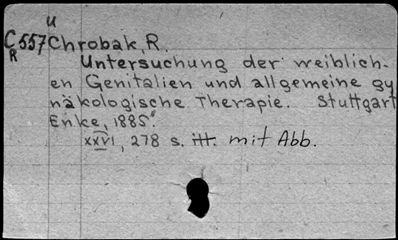 u
C557 Chrobak, R.
R
Untersuchung der weiblich-
en Genitalien und allgemeine gy
näkologische Therapie. Stuttgart
Enke, 1885.
xxvi, 278 s. itt. mit Abb.